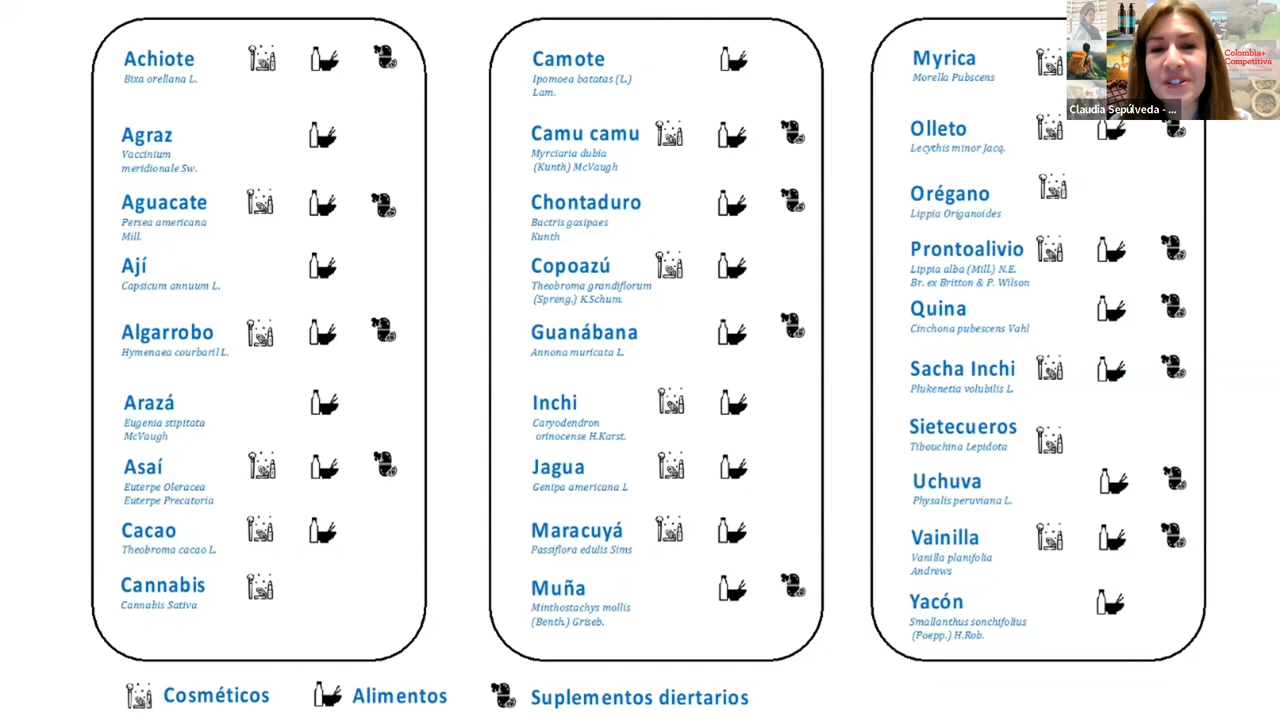 Achiote
Bixa orellana L.
Agraz
Vaccinium
meridionale Sw.
Aguacate
Persea americana
Mill.
Ají
Capsicum annuum L.
Algarrobo
Hymenaea courbaril L.
Arazá
Eugenia stipitata
McVaugh
Asaí
Euterpe Oleracea
Euterpe Precatoria
Cacao
Theobroma cacao L.
Cannabis
Cannabis Sativa
Camote
Ipomoea batatas (L.)
Lam.
Camu camu
Myrciaria dubia
(Kunth) McVaugh
Chontaduro
Bactris gasipaes
Kunth
Copoazú
Theobroma grandiflorum
(Spreng.) K.Schum.
Guanábana
Annona muricata L.
Inchi
Caryodendron
orinocense H.Karst.
Jagua
Genipa americana L
Maracuyá
Passiflora edulis Sims
Muña
Minthostachys mollis
(Benth.) Griseb.
Myrica
Morella Pubscens
Olleto
Lecythis minor Jacq.
Orégano
Lippia Origanoides
Prontoalivio
Lippia alba (Mill.) N.E.
Br. ex Britton & P. Wilson
Quina
Cinchona pubescens Vahl
Sacha Inchi
Plukenetia volubilis L.
Sietecueros
Tibouchina Lepidota
Uchuva
Physalis peruviana L.
Vainilla
Vanilla planifolia
Andrews
Yacón
Smallanthus sonchifolius
(Poepp.) H.Rob.
Cosméticos
Alimentos
Suplementos diertarios
Colombia+
Competitiva
Claudia Sepúlveda - ...